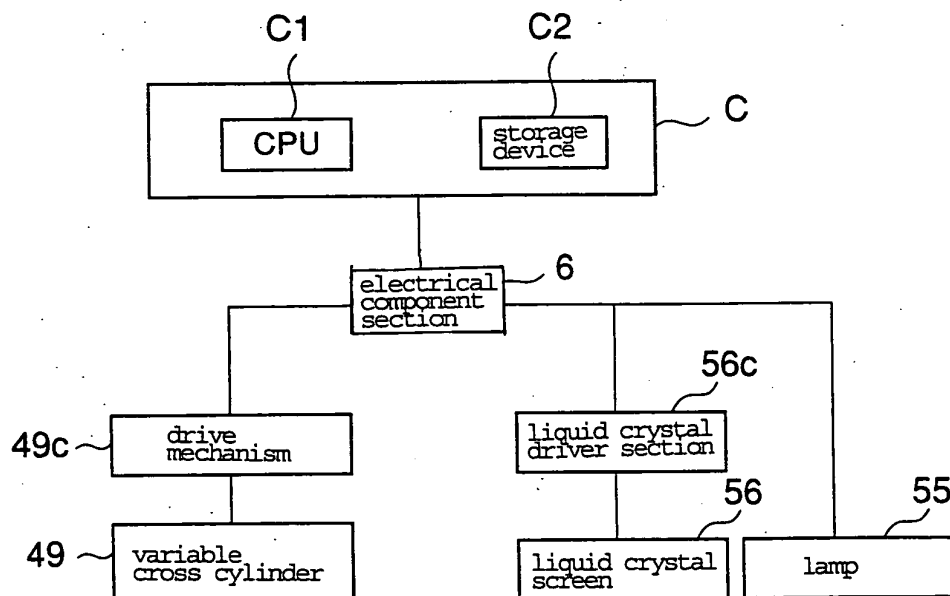 C1
C2
C
CPU
storage
device
6
electrical
component
section
56c
49c
drive
mechanism
liquid crystal
driver section
56
55
49
variable
cross cylinder
liquid crystal
screen
lamp